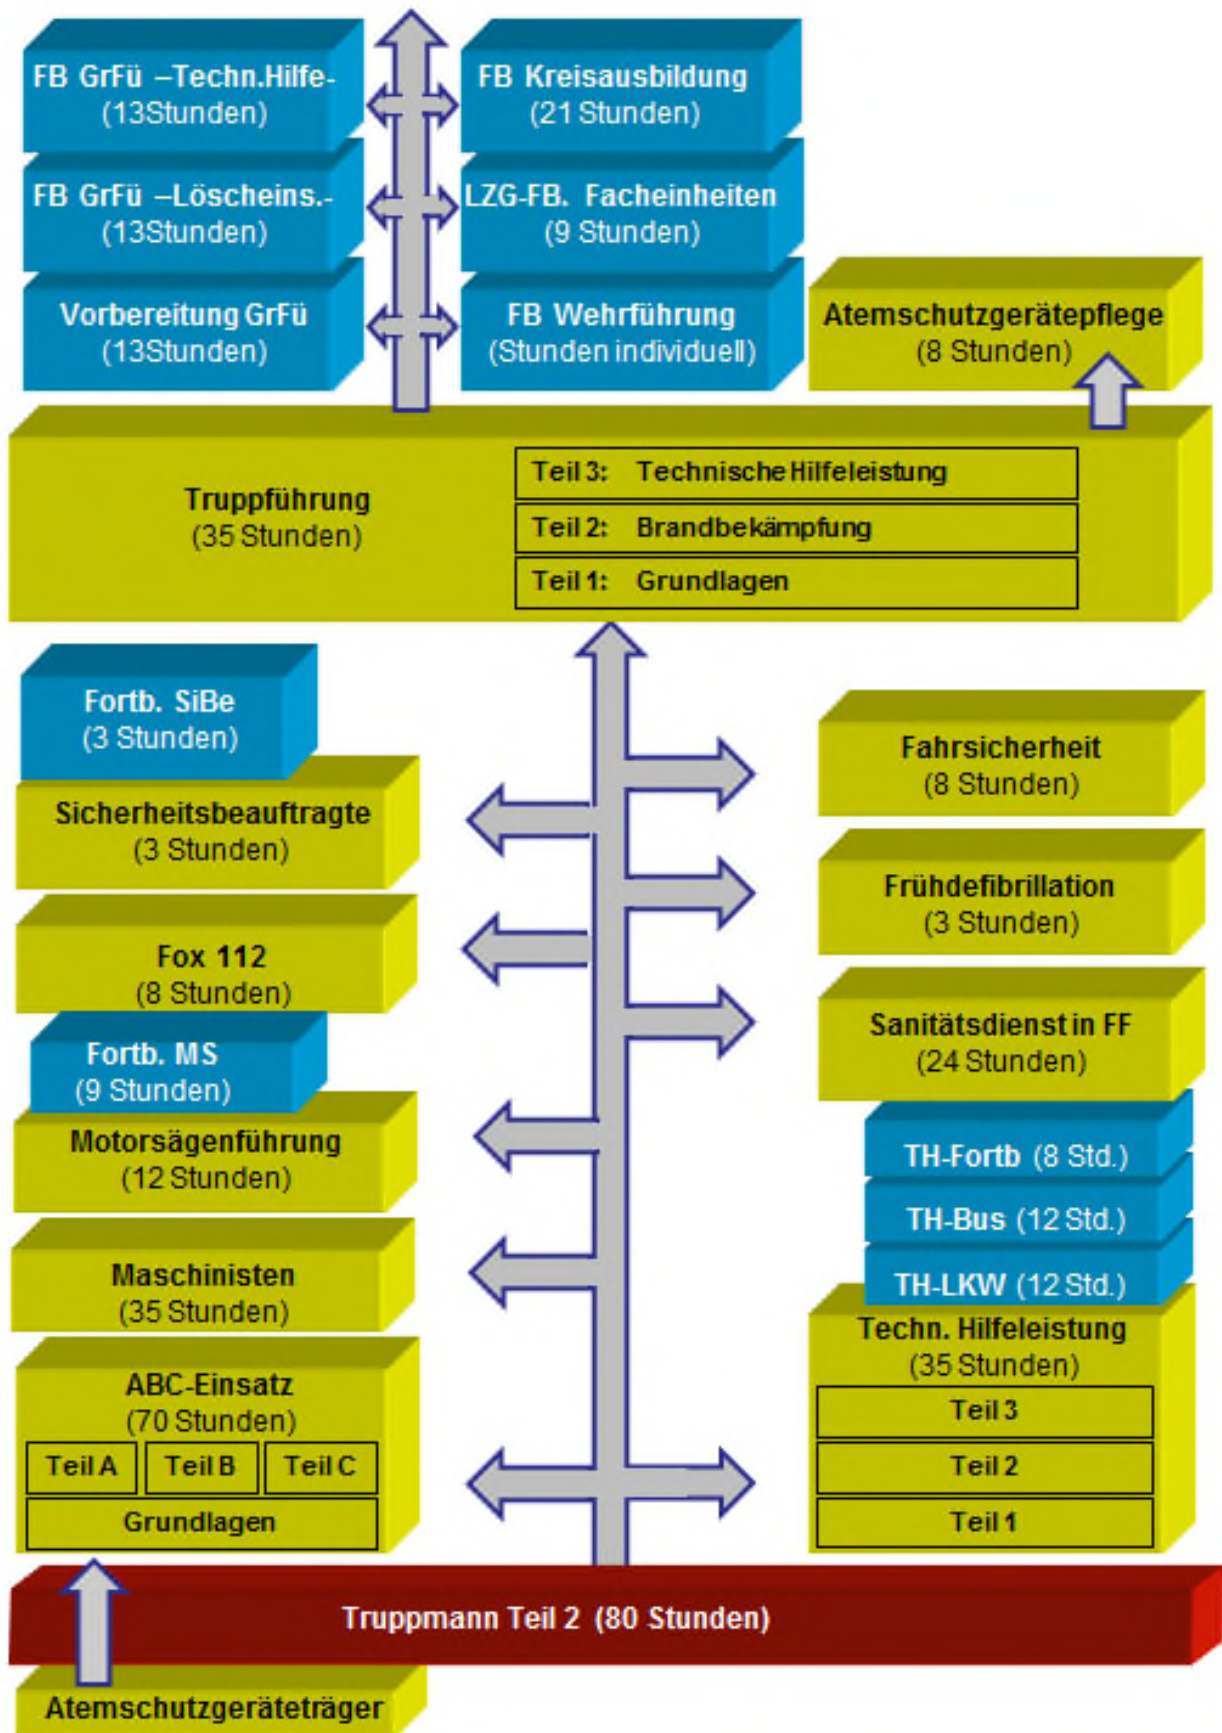 FB GrFü –Techn.Hilfe-
(13Stunden)
FB Kreisausbildung
(21 Stunden)
FB GrFü –Löscheins.-
(13Stunden)
LZG-FB. Facheinheiten
(9 Stunden)
Vorbereitung GrFü
(13Stunden)
FB Wehrführung
(Stunden individuell)
Atemschutzgerätepflege
(8 Stunden)
Truppführung
(35 Stunden)
Teil 3: Technische Hilfeleistung
Teil 2: Brandbekämpfung
Teil 1: Grundlagen
Fortb. SiBe
(3 Stunden)
Sicherheitsbeauftragte
(3 Stunden)
Fox 112
(8 Stunden)
Fortb. MS
(9 Stunden)
Motorsägenführung
(12 Stunden)
Maschinisten
(35 Stunden)
ABC-Einsatz
(70 Stunden)
Teil A Teil B Teil C
Grundlagen
Fahrsicherheit
(8 Stunden)
Frühdefibrillation
(3 Stunden)
Sanitätsdienst in FF
(24 Stunden)
TH-Fortb (8 Std.)
TH-Bus (12 Std.)
TH-LKW (12 Std.)
Techn. Hilfeleistung
(35 Stunden)
Teil 3
Teil 2
Teil 1
Truppmann Teil 2 (80 Stunden)
Atemschutzgeräteträger